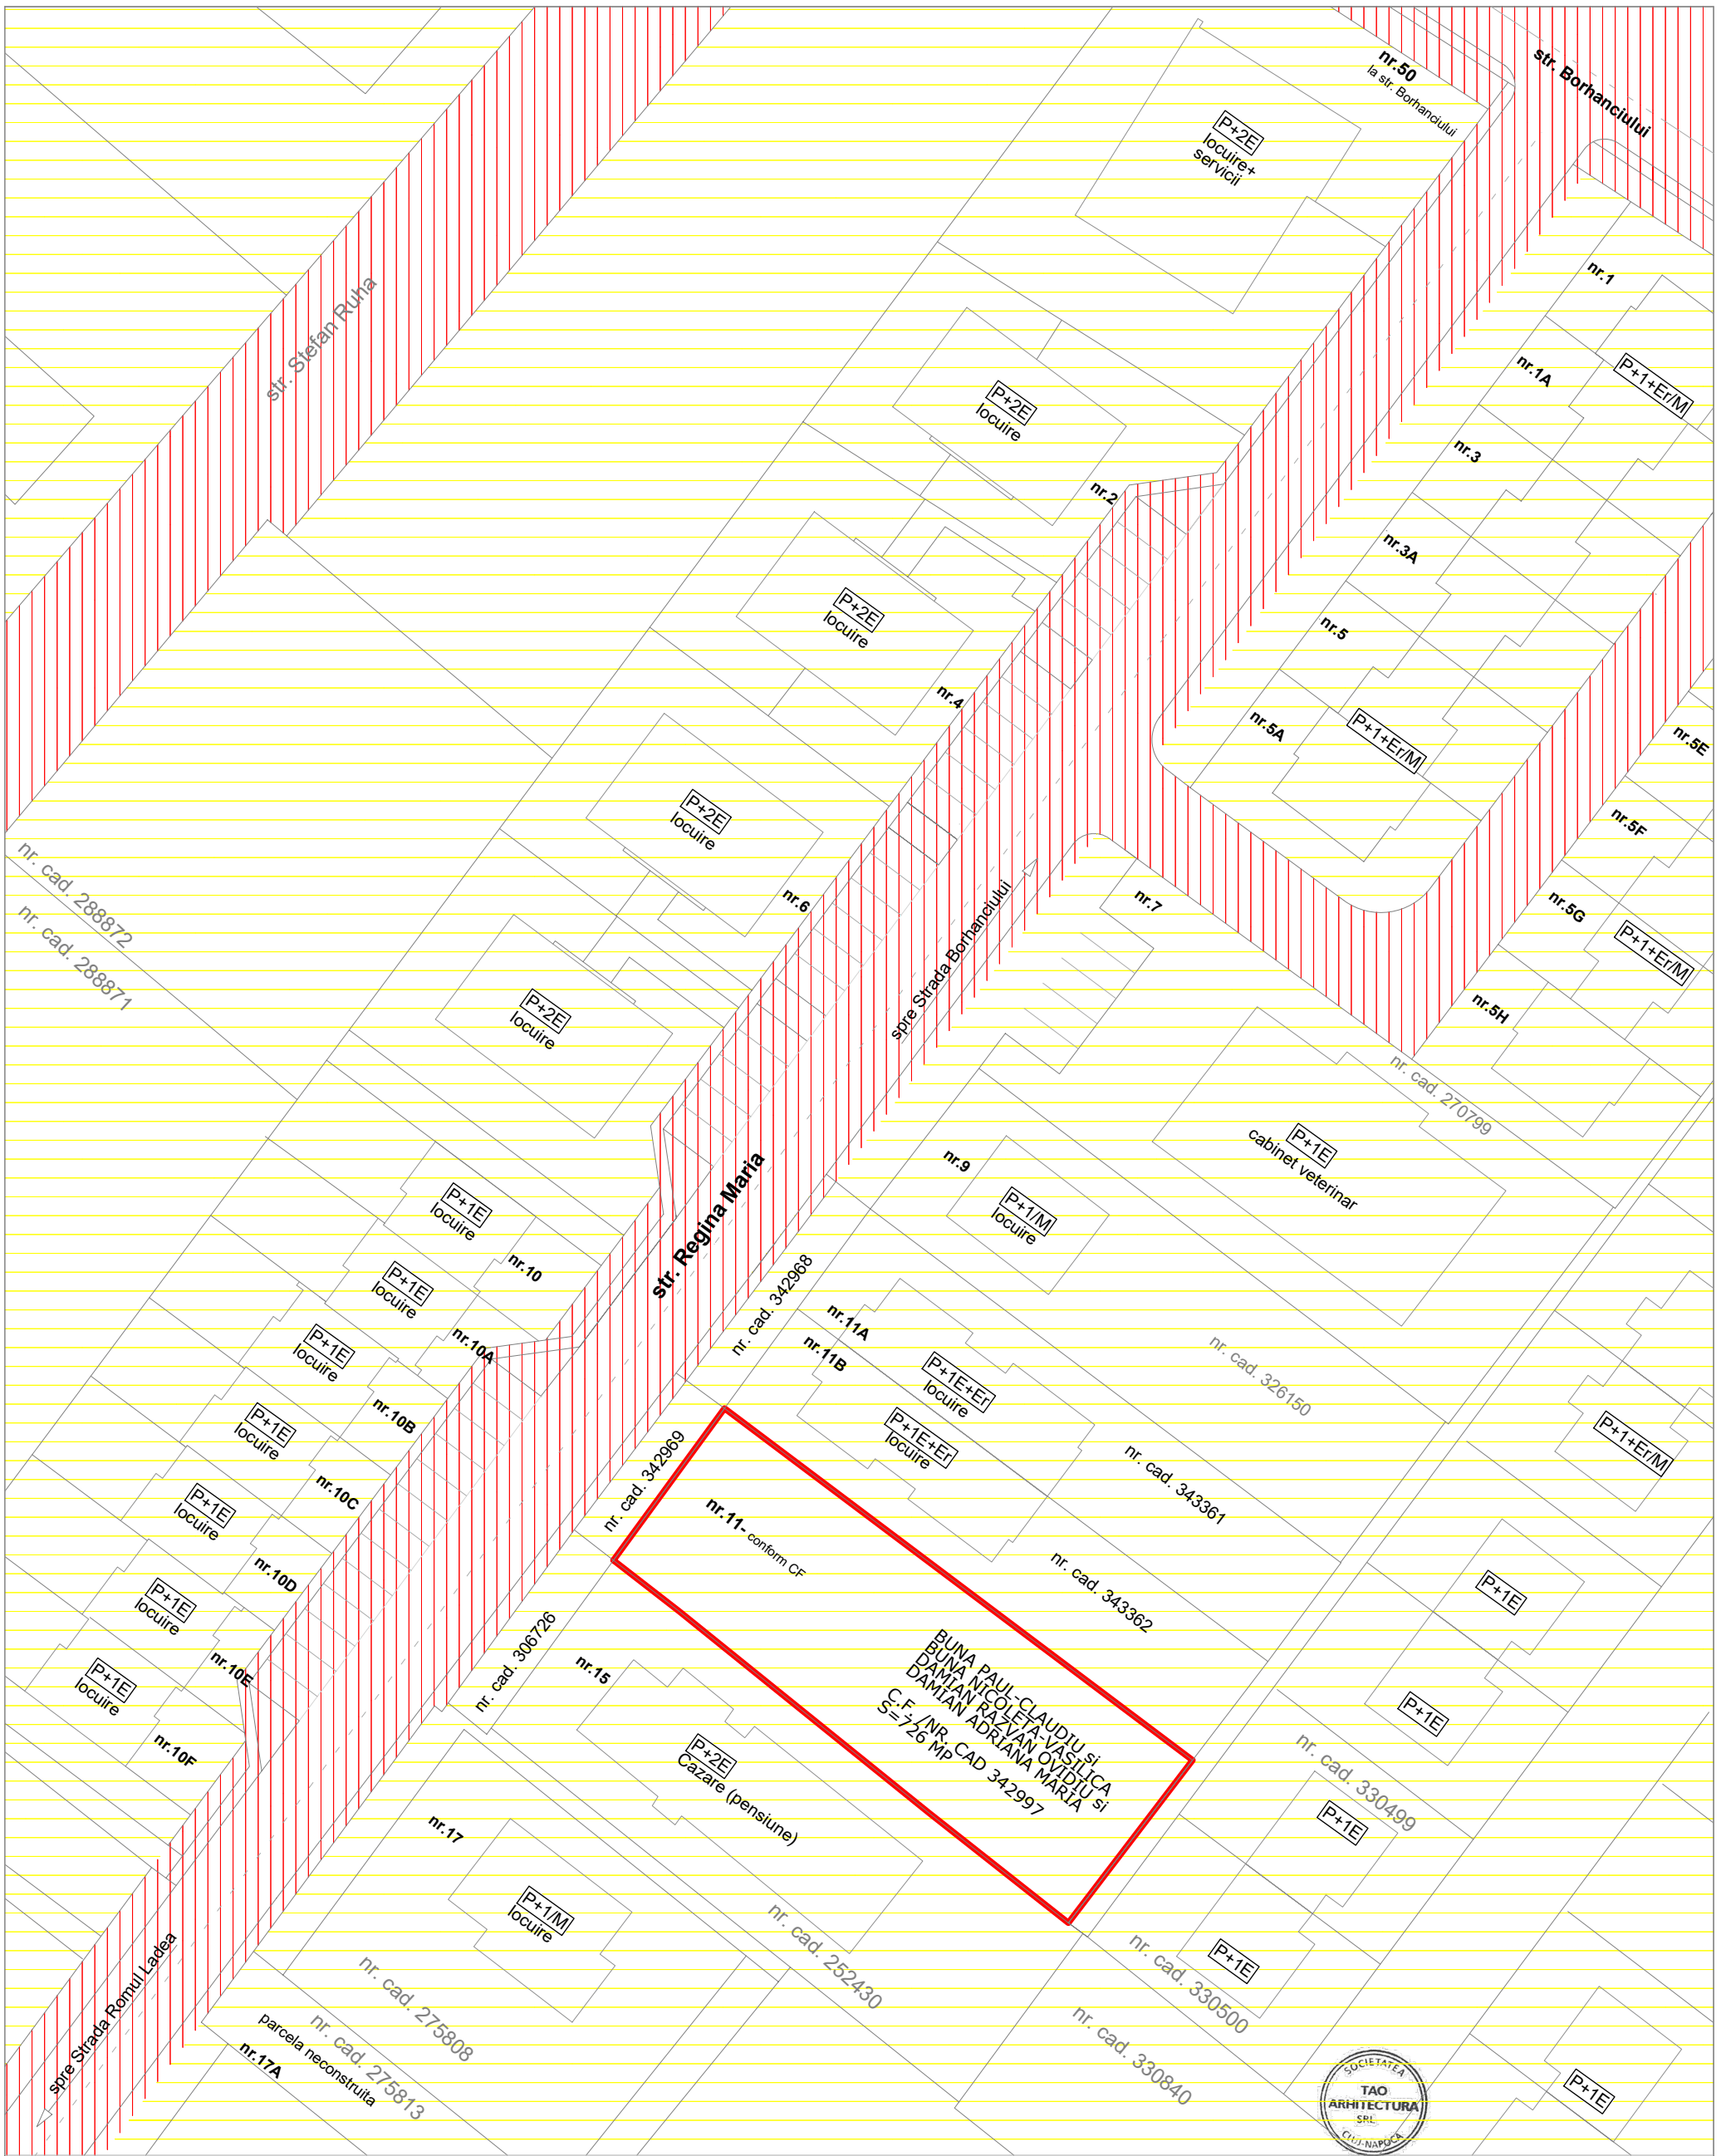 nr.50
la str. Borhanciului
str. Borhanciului
P+2E
locuire+
servicii
nr.1
str. Stefan Ruha
nr.1A
P+1+Er/M
P+2E
locuire
nr.3
nr.2
nr.3A
P+2E
locuire
nr.5
nr.4
nr.5A
P+1+Er/M
nr.5E
P+2E
locuire
nr.5F
nr. cad. 288872
nr. cad. 288871
nr.6
spre Strada Borhanciului
nr.7
nr.5G
P+1+Er/M
P+2E
locuire
nr.5H
nr. cad. 270799
P+1E
cabinet veterinar
nr.9
P+1/M
locuire
str. Regina Maria
P+1E
locuire
nr.10
P+1E
locuire
nr. cad. 342968
nr.11A
nr.11B
P+1E
locuire
nr.10A
P+1E+Er
locuire
nr. cad. 326150
P+1E
locuire
nr.10B
P+1E+Er
locuire
P+1+Er/M
nr. cad. 342969
nr. cad. 343361
P+1E
locuire
nr.10C
nr.11- conform CF
nr. cad. 343362
P+1E
P+1E
locuire
nr.10D
nr. cad. 306726
nr.15
BUNA PAUL-CLAUDIU si
BUNA NICOLETA-VASILICA
DAMIAN RAZVAN OVIDIU si
DAMIAN ADRIANA MARIA
C.F. /NR. CAD 342997
S=726 MP
P+1E
locuire
nr.10E
P+1E
nr.10F
P+2E
Cazare (pensiune)
nr. cad. 330499
P+1E
nr.17
P+1/M
locuire
nr. cad. 252430
P+1E
nr. cad. 330500
spre Strada Romul Ladea
nr. cad. 275808
nr. cad. 275813
parcela neconstruita
nr.17A
nr. cad. 330840
P+1E
SOCIETATEA
TAO
ARHITECTURA
SRL
CLUJ-NAPOCA